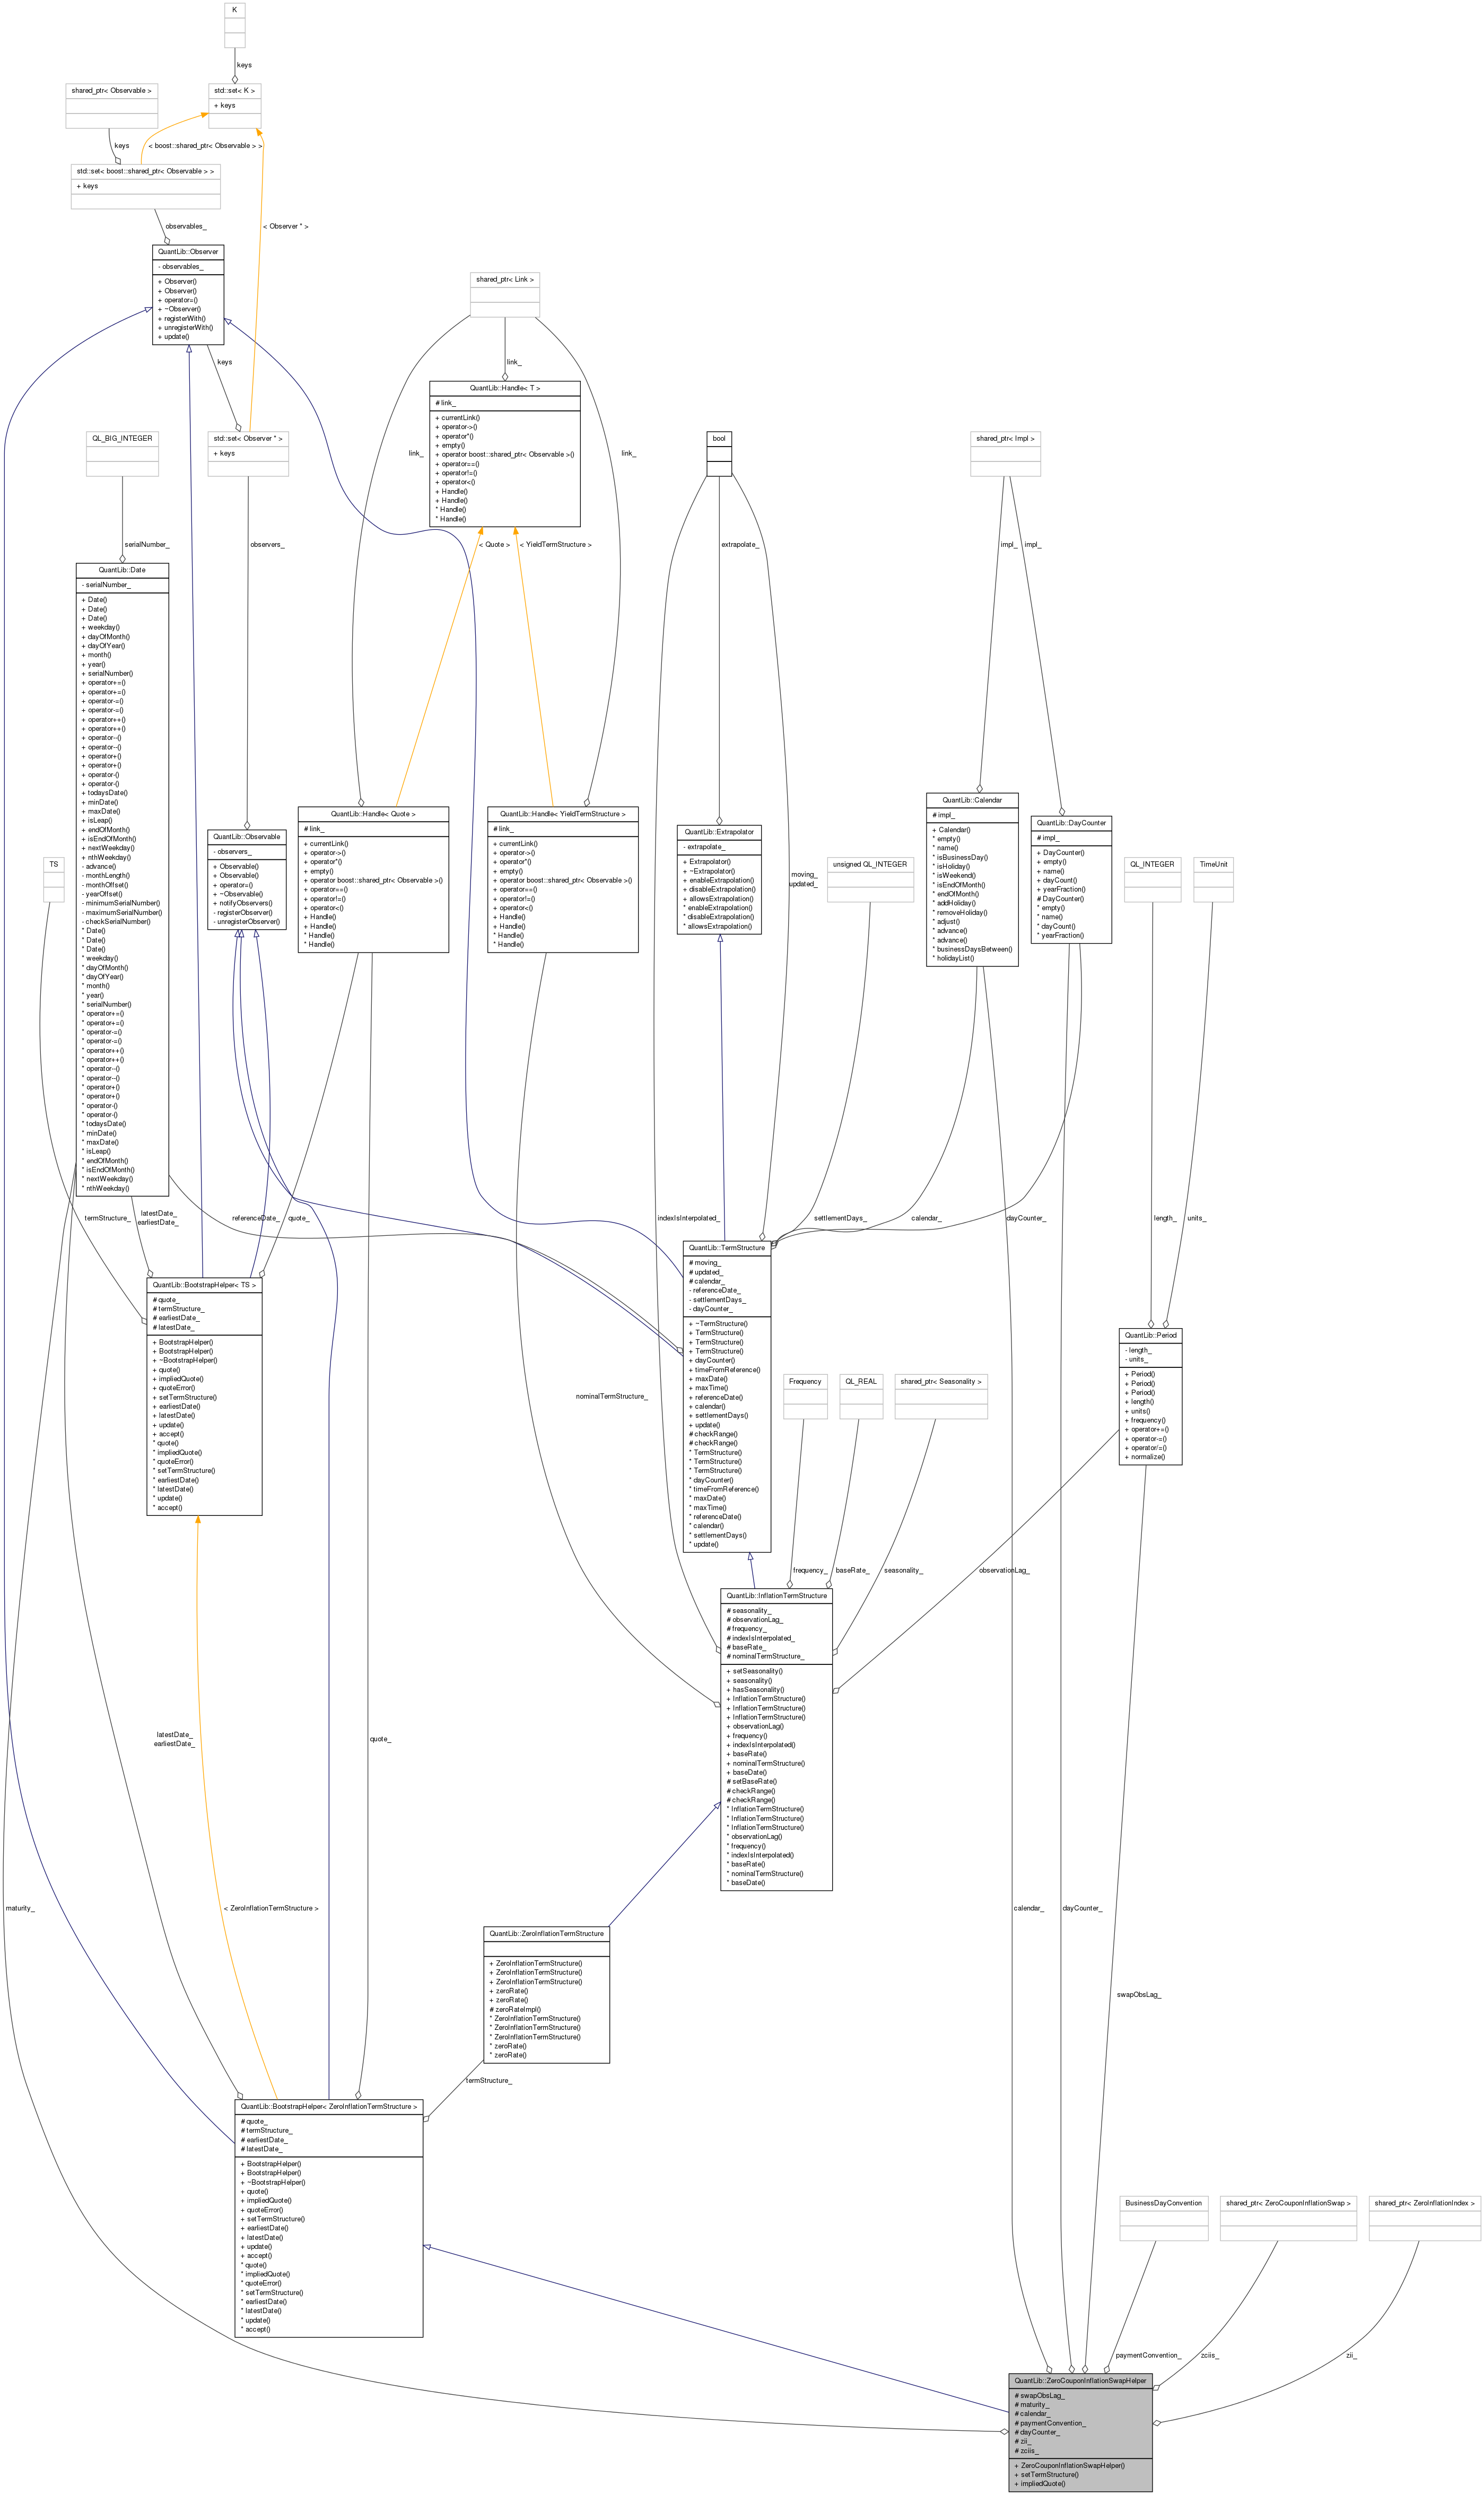 K
keys
std::set< K >
+ keys
shared_ptr< Observable >
keys
< boost::shared_ptr< Observable > >
std::set< boost::shared_ptr< Observable > >
+ keys
observables_
< Observer * >
QuantLib::Observer
- observables_
+ Observer()
+ Observer()
+ operator=()
+ ~Observer()
+ registerWith()
+ unregisterWith()
+ update()
keys
shared_ptr< Link >
link_
link_
link_
QuantLib::Handle< T >
# link_
+ currentLink()
+ operator->()
+ operator*()
+ empty()
+ operator boost::shared_ptr< Observable >()
+ operator==()
+ operator!=()
+ operator<()
+ Handle()
+ Handle()
* Handle()
* Handle()
QL_BIG_INTEGER
std::set< Observer * >
+ keys
bool
shared_ptr< Impl >
serialNumber_
observers_
< Quote >
< YieldTermStructure >
extrapolate_
impl_
impl_
QuantLib::Date
- serialNumber_
+ Date()
+ Date()
+ Date()
+ weekday()
+ dayOfMonth()
+ dayOfYear()
+ month()
+ year()
+ serialNumber()
+ operator+=()
+ operator+=()
+ operator-=()
+ operator-=()
+ operator++()
+ operator++()
+ operator--()
+ operator--()
+ operator+()
+ operator+()
+ operator-()
+ operator-()
+ todaysDate()
+ minDate()
+ maxDate()
+ isLeap()
+ endOfMonth()
+ isEndOfMonth()
+ nextWeekday()
+ nthWeekday()
- advance()
- monthLength()
- monthOffset()
- yearOffset()
- minimumSerialNumber()
- maximumSerialNumber()
- checkSerialNumber()
* Date()
* Date()
* Date()
* weekday()
* dayOfMonth()
* dayOfYear()
* month()
* year()
* serialNumber()
* operator+=()
* operator+=()
* operator-=()
* operator-=()
* operator++()
* operator++()
* operator--()
* operator--()
* operator+()
* operator+()
* operator-()
* operator-()
* todaysDate()
* minDate()
* maxDate()
* isLeap()
* endOfMonth()
* isEndOfMonth()
* nextWeekday()
* nthWeekday()
TS
QuantLib::Observable
- observers_
+ Observable()
+ Observable()
+ operator=()
+ ~Observable()
+ notifyObservers()
- registerObserver()
- unregisterObserver()
QuantLib::Handle< Quote >
# link_
+ currentLink()
+ operator->()
+ operator*()
+ empty()
+ operator boost::shared_ptr< Observable >()
+ operator==()
+ operator!=()
+ operator<()
+ Handle()
+ Handle()
* Handle()
* Handle()
QuantLib::Handle< YieldTermStructure >
# link_
+ currentLink()
+ operator->()
+ operator*()
+ empty()
+ operator boost::shared_ptr< Observable >()
+ operator==()
+ operator!=()
+ operator<()
+ Handle()
+ Handle()
* Handle()
* Handle()
QuantLib::Extrapolator
- extrapolate_
+ Extrapolator()
+ ~Extrapolator()
+ enableExtrapolation()
+ disableExtrapolation()
+ allowsExtrapolation()
* enableExtrapolation()
* disableExtrapolation()
* allowsExtrapolation()
moving_
updated_
unsigned QL_INTEGER
QuantLib::Calendar
# impl_
+ Calendar()
* empty()
* name()
* isBusinessDay()
* isHoliday()
* isWeekend()
* isEndOfMonth()
* endOfMonth()
* addHoliday()
* removeHoliday()
* adjust()
* advance()
* advance()
* businessDaysBetween()
* holidayList()
QuantLib::DayCounter
# impl_
+ DayCounter()
+ empty()
+ name()
+ dayCount()
+ yearFraction()
# DayCounter()
* empty()
* name()
* dayCount()
* yearFraction()
QL_INTEGER
TimeUnit
termStructure_
latestDate_
earliestDate_
referenceDate_
quote_
indexIsInterpolated_
settlementDays_
calendar_
dayCounter_
length_
units_
QuantLib::BootstrapHelper< TS >
# quote_
# termStructure_
# earliestDate_
# latestDate_
+ BootstrapHelper()
+ BootstrapHelper()
+ ~BootstrapHelper()
+ quote()
+ impliedQuote()
+ quoteError()
+ setTermStructure()
+ earliestDate()
+ latestDate()
+ update()
+ accept()
* quote()
* impliedQuote()
* quoteError()
* setTermStructure()
* earliestDate()
* latestDate()
* update()
* accept()
QuantLib::TermStructure
# moving_
# updated_
# calendar_
- referenceDate_
- settlementDays_
- dayCounter_
+ ~TermStructure()
+ TermStructure()
+ TermStructure()
+ TermStructure()
+ dayCounter()
+ timeFromReference()
+ maxDate()
+ maxTime()
+ referenceDate()
+ calendar()
+ settlementDays()
+ update()
# checkRange()
# checkRange()
* TermStructure()
* TermStructure()
* TermStructure()
* dayCounter()
* timeFromReference()
* maxDate()
* maxTime()
* referenceDate()
* calendar()
* settlementDays()
* update()
QuantLib::Period
- length_
- units_
+ Period()
+ Period()
+ Period()
+ length()
+ units()
+ frequency()
+ operator+=()
+ operator-=()
+ operator/=()
+ normalize()
nominalTermStructure_
Frequency
QL_REAL
shared_ptr< Seasonality >
frequency_
baseRate_
seasonality_
observationLag_
QuantLib::InflationTermStructure
# seasonality_
# observationLag_
# frequency_
# indexIsInterpolated_
# baseRate_
# nominalTermStructure_
+ setSeasonality()
+ seasonality()
+ hasSeasonality()
+ InflationTermStructure()
+ InflationTermStructure()
+ InflationTermStructure()
+ observationLag()
+ frequency()
+ indexIsInterpolated()
+ baseRate()
+ nominalTermStructure()
+ baseDate()
# setBaseRate()
# checkRange()
# checkRange()
* InflationTermStructure()
* InflationTermStructure()
* InflationTermStructure()
* observationLag()
* frequency()
* indexIsInterpolated()
* baseRate()
* nominalTermStructure()
* baseDate()
latestDate_
earliestDate_
quote_
maturity_
< ZeroInflationTermStructure >
calendar_
dayCounter_
QuantLib::ZeroInflationTermStructure
+ ZeroInflationTermStructure()
+ ZeroInflationTermStructure()
+ ZeroInflationTermStructure()
+ zeroRate()
+ zeroRate()
# zeroRateImpl()
* ZeroInflationTermStructure()
* ZeroInflationTermStructure()
* ZeroInflationTermStructure()
* zeroRate()
* zeroRate()
swapObsLag_
termStructure_
QuantLib::BootstrapHelper< ZeroInflationTermStructure >
# quote_
# termStructure_
# earliestDate_
# latestDate_
+ BootstrapHelper()
+ BootstrapHelper()
+ ~BootstrapHelper()
+ quote()
+ impliedQuote()
+ quoteError()
+ setTermStructure()
+ earliestDate()
+ latestDate()
+ update()
+ accept()
* quote()
* impliedQuote()
* quoteError()
* setTermStructure()
* earliestDate()
* latestDate()
* update()
* accept()
BusinessDayConvention
shared_ptr< ZeroCouponInflationSwap >
shared_ptr< ZeroInflationIndex >
paymentConvention_
zciis_
zii_
QuantLib::ZeroCouponInflationSwapHelper
# swapObsLag_
# maturity_
# calendar_
# paymentConvention_
# dayCounter_
# zii_
# zciis_
+ ZeroCouponInflationSwapHelper()
+ setTermStructure()
+ impliedQuote()